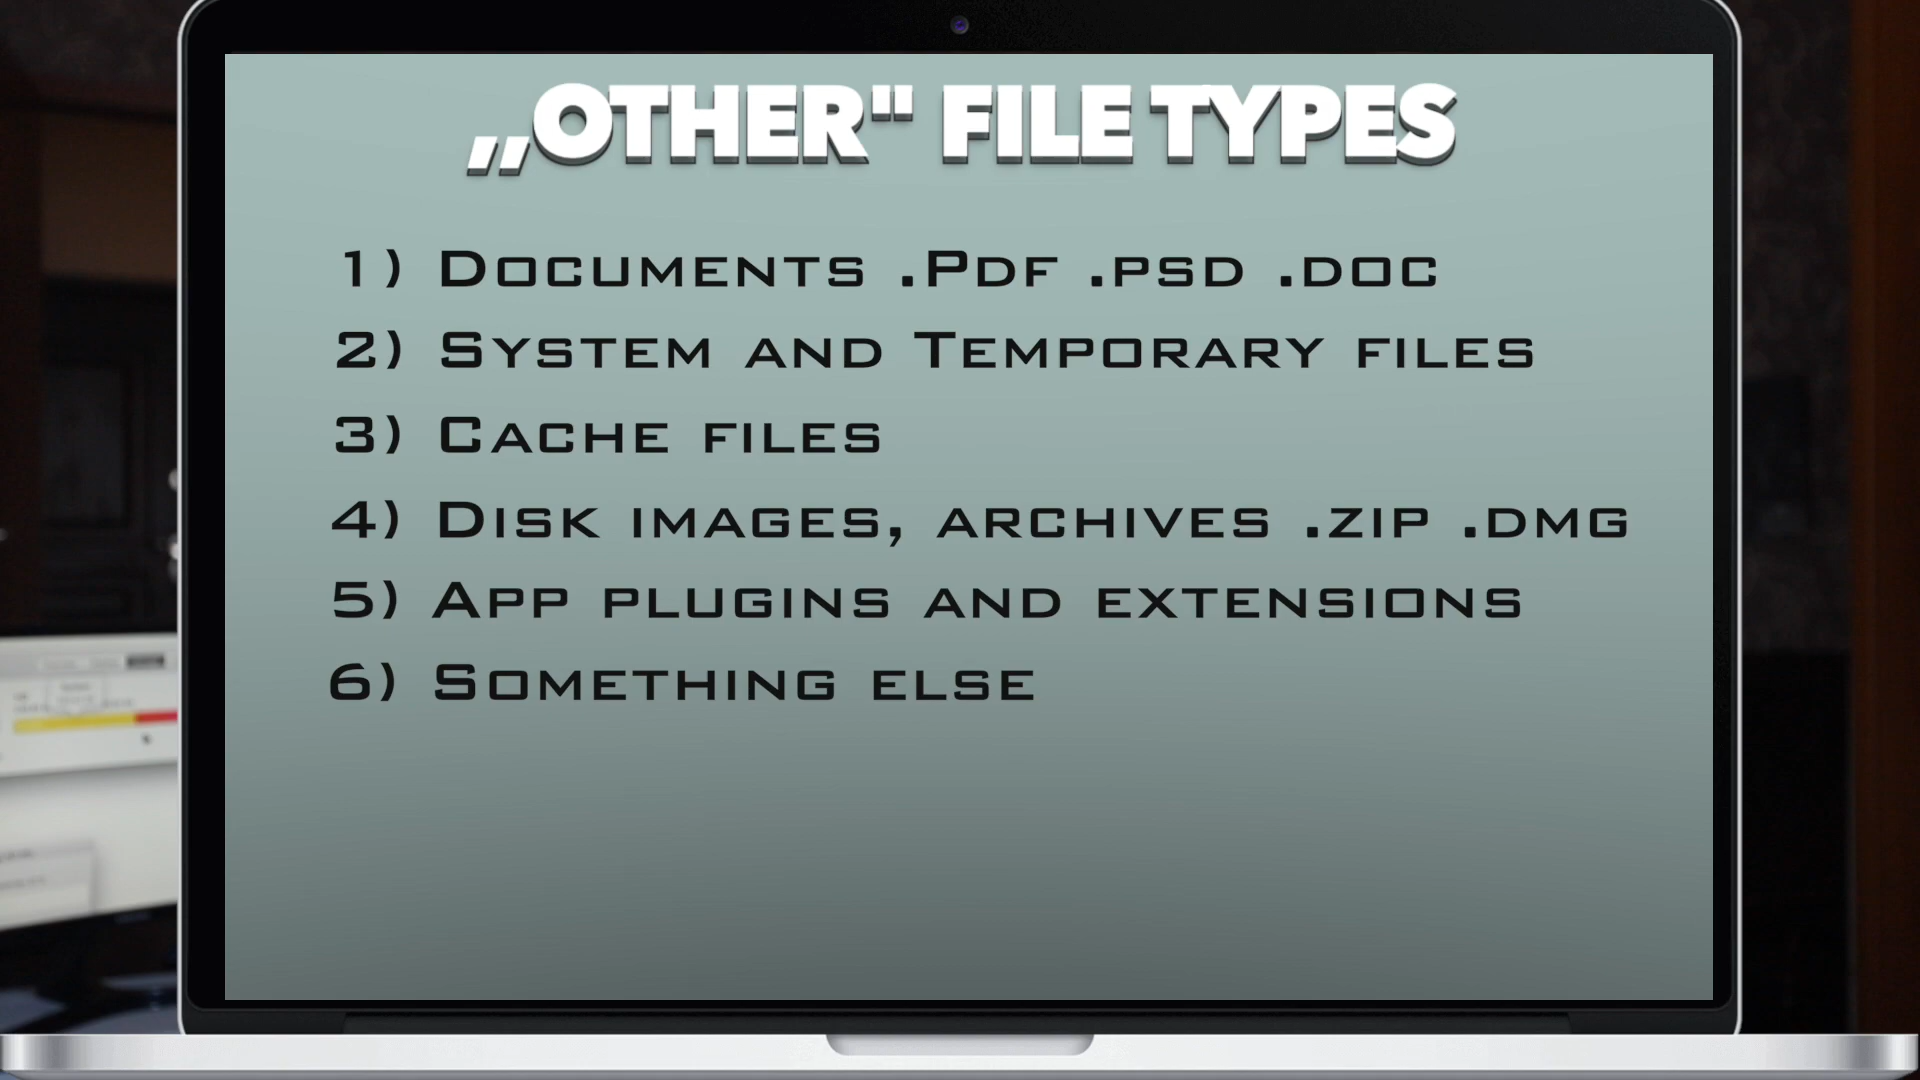 „OTHER" FILE TYPES
1) Documents .Pdf .psd .doc
2) System and Temporary files
3) Cache files
4) Disk images, archives .zip .dmg
5) App plugins and extensions
6) Something else